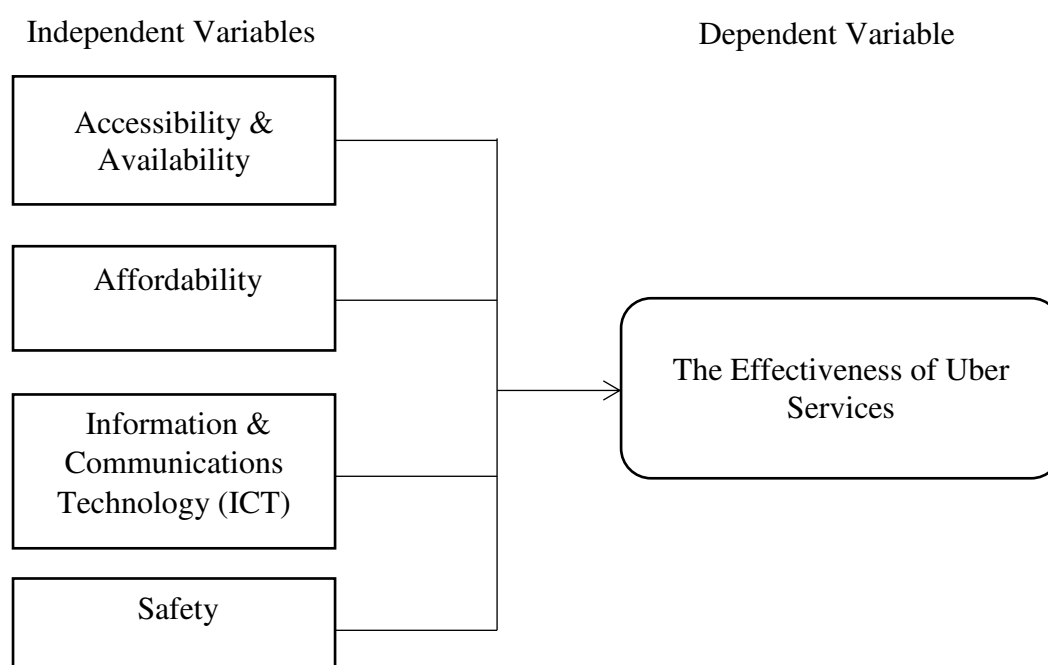 Independent Variables
Dependent Variable
Accessibility &
Availability
Affordability
Information &
Communications
Technology (ICT)
Safety
The Effectiveness of Uber
Services